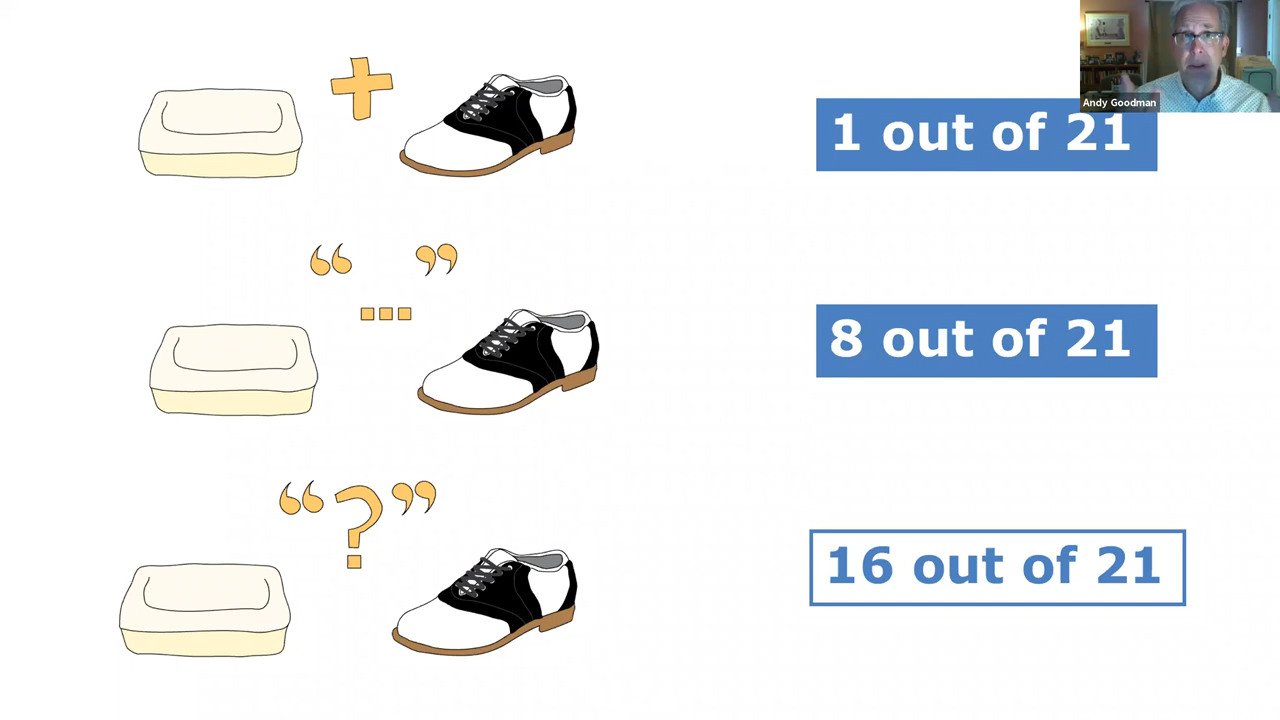 Andy Goodman
1 out of 21
“ ... ”
8 out of 21
“?”
16 out of 21